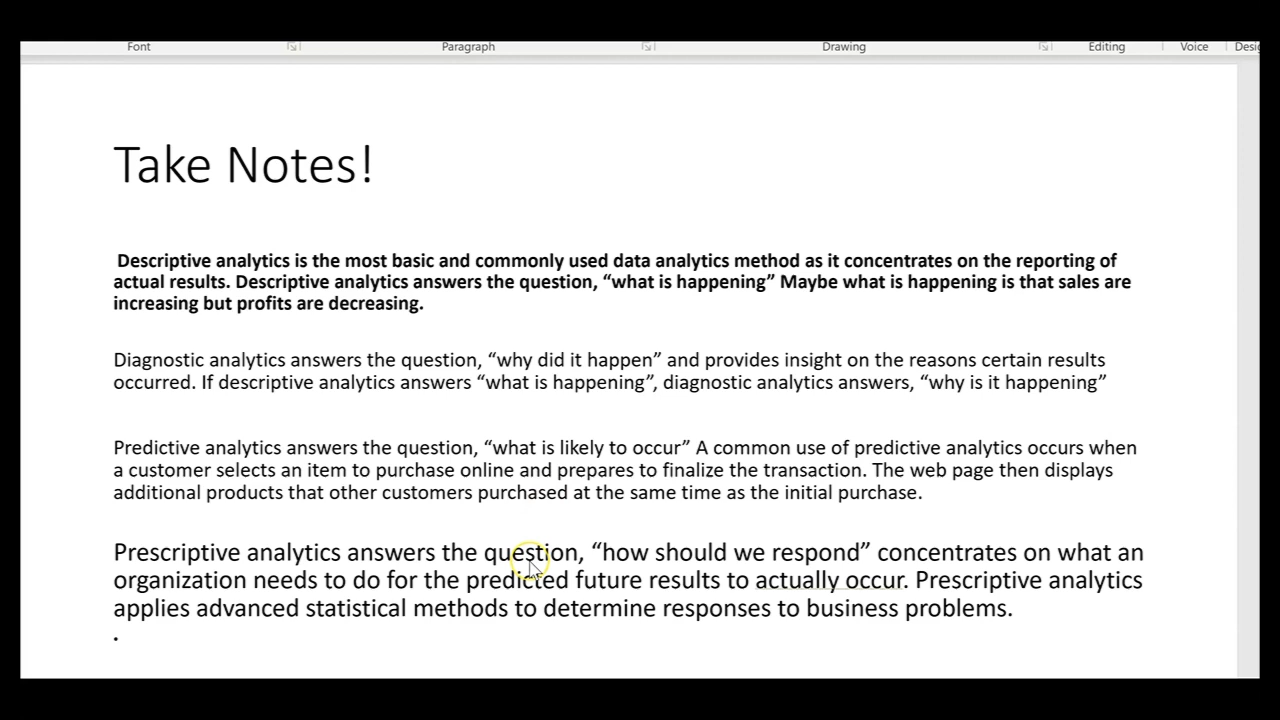 Font Paragraph Drawing Editing Voice
Take Notes!
Descriptive analytics is the most basic and commonly used data analytics method as it concentrates on the reporting of
actual results. Descriptive analytics answers the question, “what is happening” Maybe what is happening is that sales are
increasing but profits are decreasing.
Diagnostic analytics answers the question, “why did it happen” and provides insight on the reasons certain results
occurred. If descriptive analytics answers “what is happening”, diagnostic analytics answers, “why is it happening”
Predictive analytics answers the question, “what is likely to occur” A common use of predictive analytics occurs when
a customer selects an item to purchase online and prepares to finalize the transaction. The web page then displays
additional products that other customers purchased at the same time as the initial purchase.
Prescriptive analytics answers the question, “how should we respond” concentrates on what an
organization needs to do for the predicted future results to actually occur. Prescriptive analytics
applies advanced statistical methods to determine responses to business problems.
.